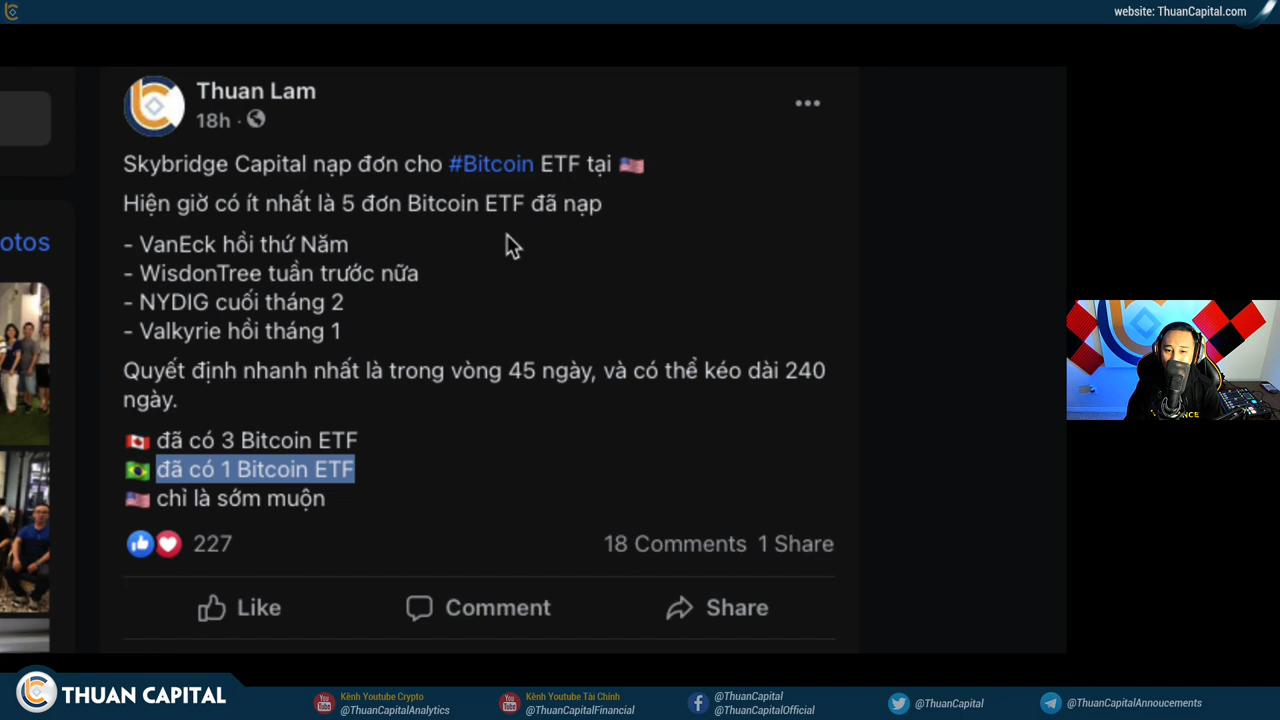 website: ThuanCapital.com
Thuan Lam
18h ·
Skybridge Capital nạp đơn cho #Bitcoin ETF tại 🇺🇸
Hiện giờ có ít nhất là 5 đơn Bitcoin ETF đã nạp
- VanEck hồi thứ Năm
- WisdonTree tuần trước nữa
- NYDIG cuối tháng 2
- Valkyrie hồi tháng 1
Quyết định nhanh nhất là trong vòng 45 ngày, và có thể kéo dài 240
ngày.
🇨🇦 đã có 3 Bitcoin ETF
🇧🇷 đã có 1 Bitcoin ETF
🇺🇸 chỉ là sớm muộn
227
18 Comments 1 Share
Like Comment Share
otos
THUAN CAPITAL
Kênh Youtube Crypto
@ThuanCapitalAnalytics
Kênh Youtube Tài Chính
@ThuanCapitalFinancial
@ThuanCapital
@ThuanCapitalOfficial
@ThuanCapital
@ThuanCapitalAnnoucements